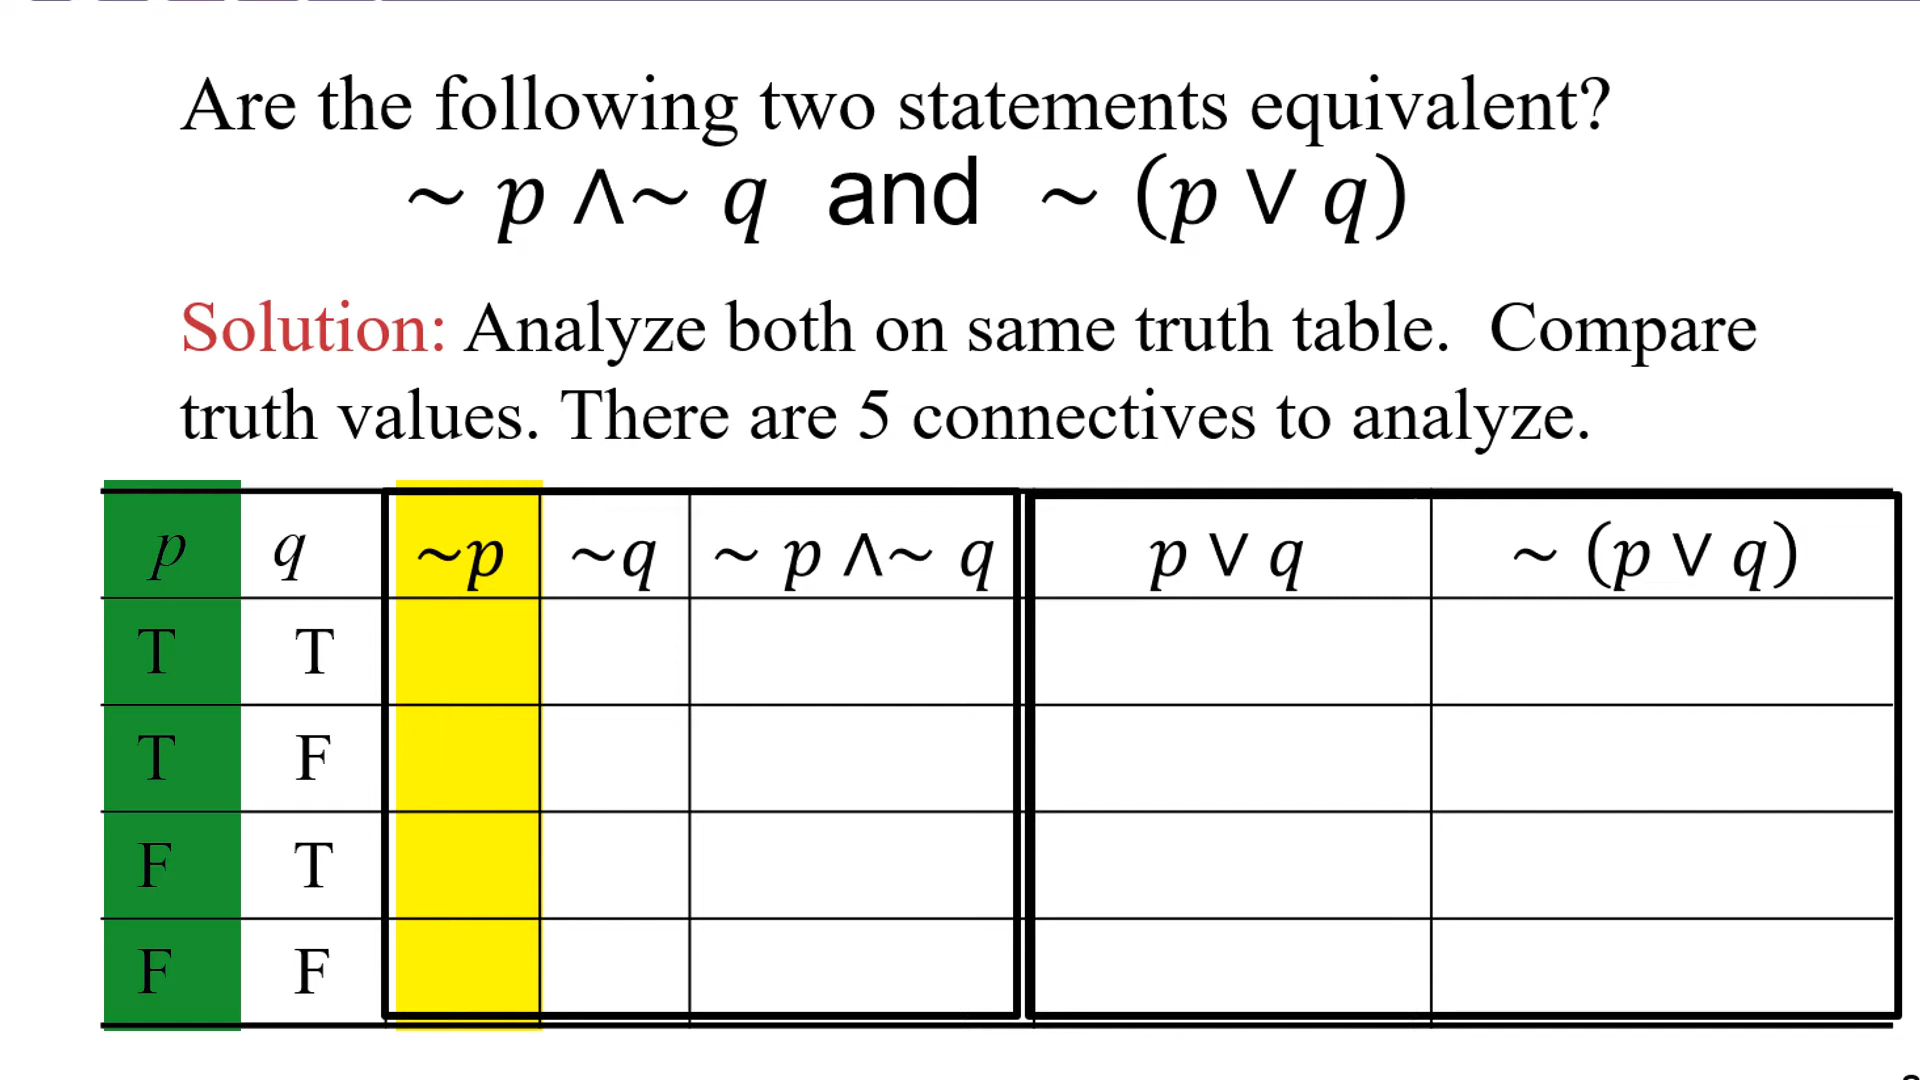 Are the following two statements equivalent?
~ p ∧~ q and ~ (p ∨ q)
Solution: Analyze both on same truth table. Compare
truth values. There are 5 connectives to analyze.
p q ~p ~q ~ p ∧~ q p ∨ q ~ (p ∨ q)
T T
T F
F T
F F